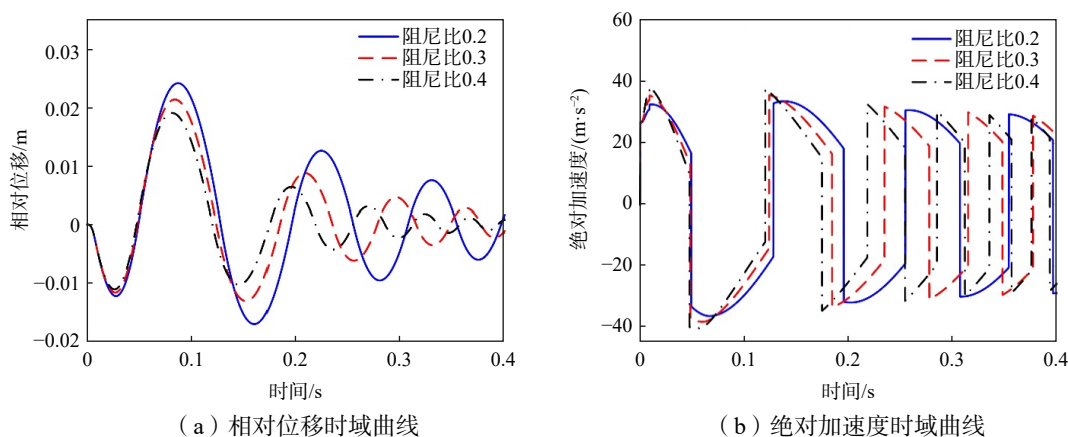 0.03
0.02
0.01
0
−0.01
−0.02
相对位移/m
阻尼比0.2
阻尼比0.3
阻尼比0.4
0
0.1
0.2
0.3
0.4
时间/s
（a）相对位移时域曲线
60
40
20
0
−20
−40
绝对加速度/(m·s⁻²)
阻尼比0.2
阻尼比0.3
阻尼比0.4
0
0.1
0.2
0.3
0.4
时间/s
（b）绝对加速度时域曲线